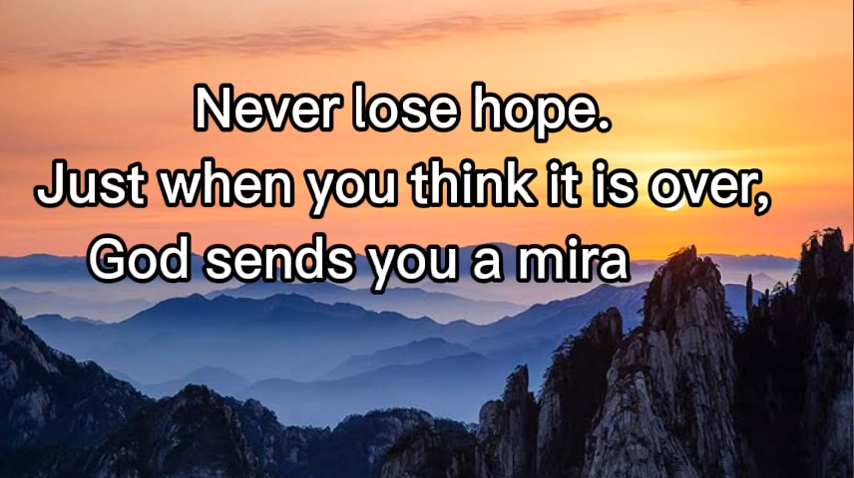 Never lose hope.
Just when you think it is over,
God sends you a mira